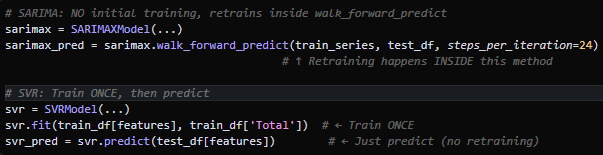 # SARIMA: NO initial training, retrains inside walk_forward_predict
sarimax = SARIMAXModel(...)
sarimax_pred = sarimax.walk_forward_predict(train_series, test_df, steps_per_iteration=24)
# ↑ Retraining happens INSIDE this method
# SVR: Train ONCE, then predict
svr = SVRModel(...)
svr.fit(train_df[features], train_df['Total'])  # ← Train ONCE
svr_pred = svr.predict(test_df[features])  # ← Just predict (no retraining)